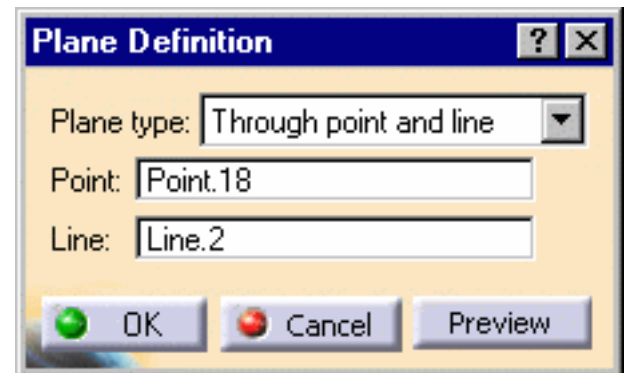 Plane Definition ? X
Plane type: Through point and line
Point: Point.18
Line: Line.2
OK Cancel Preview